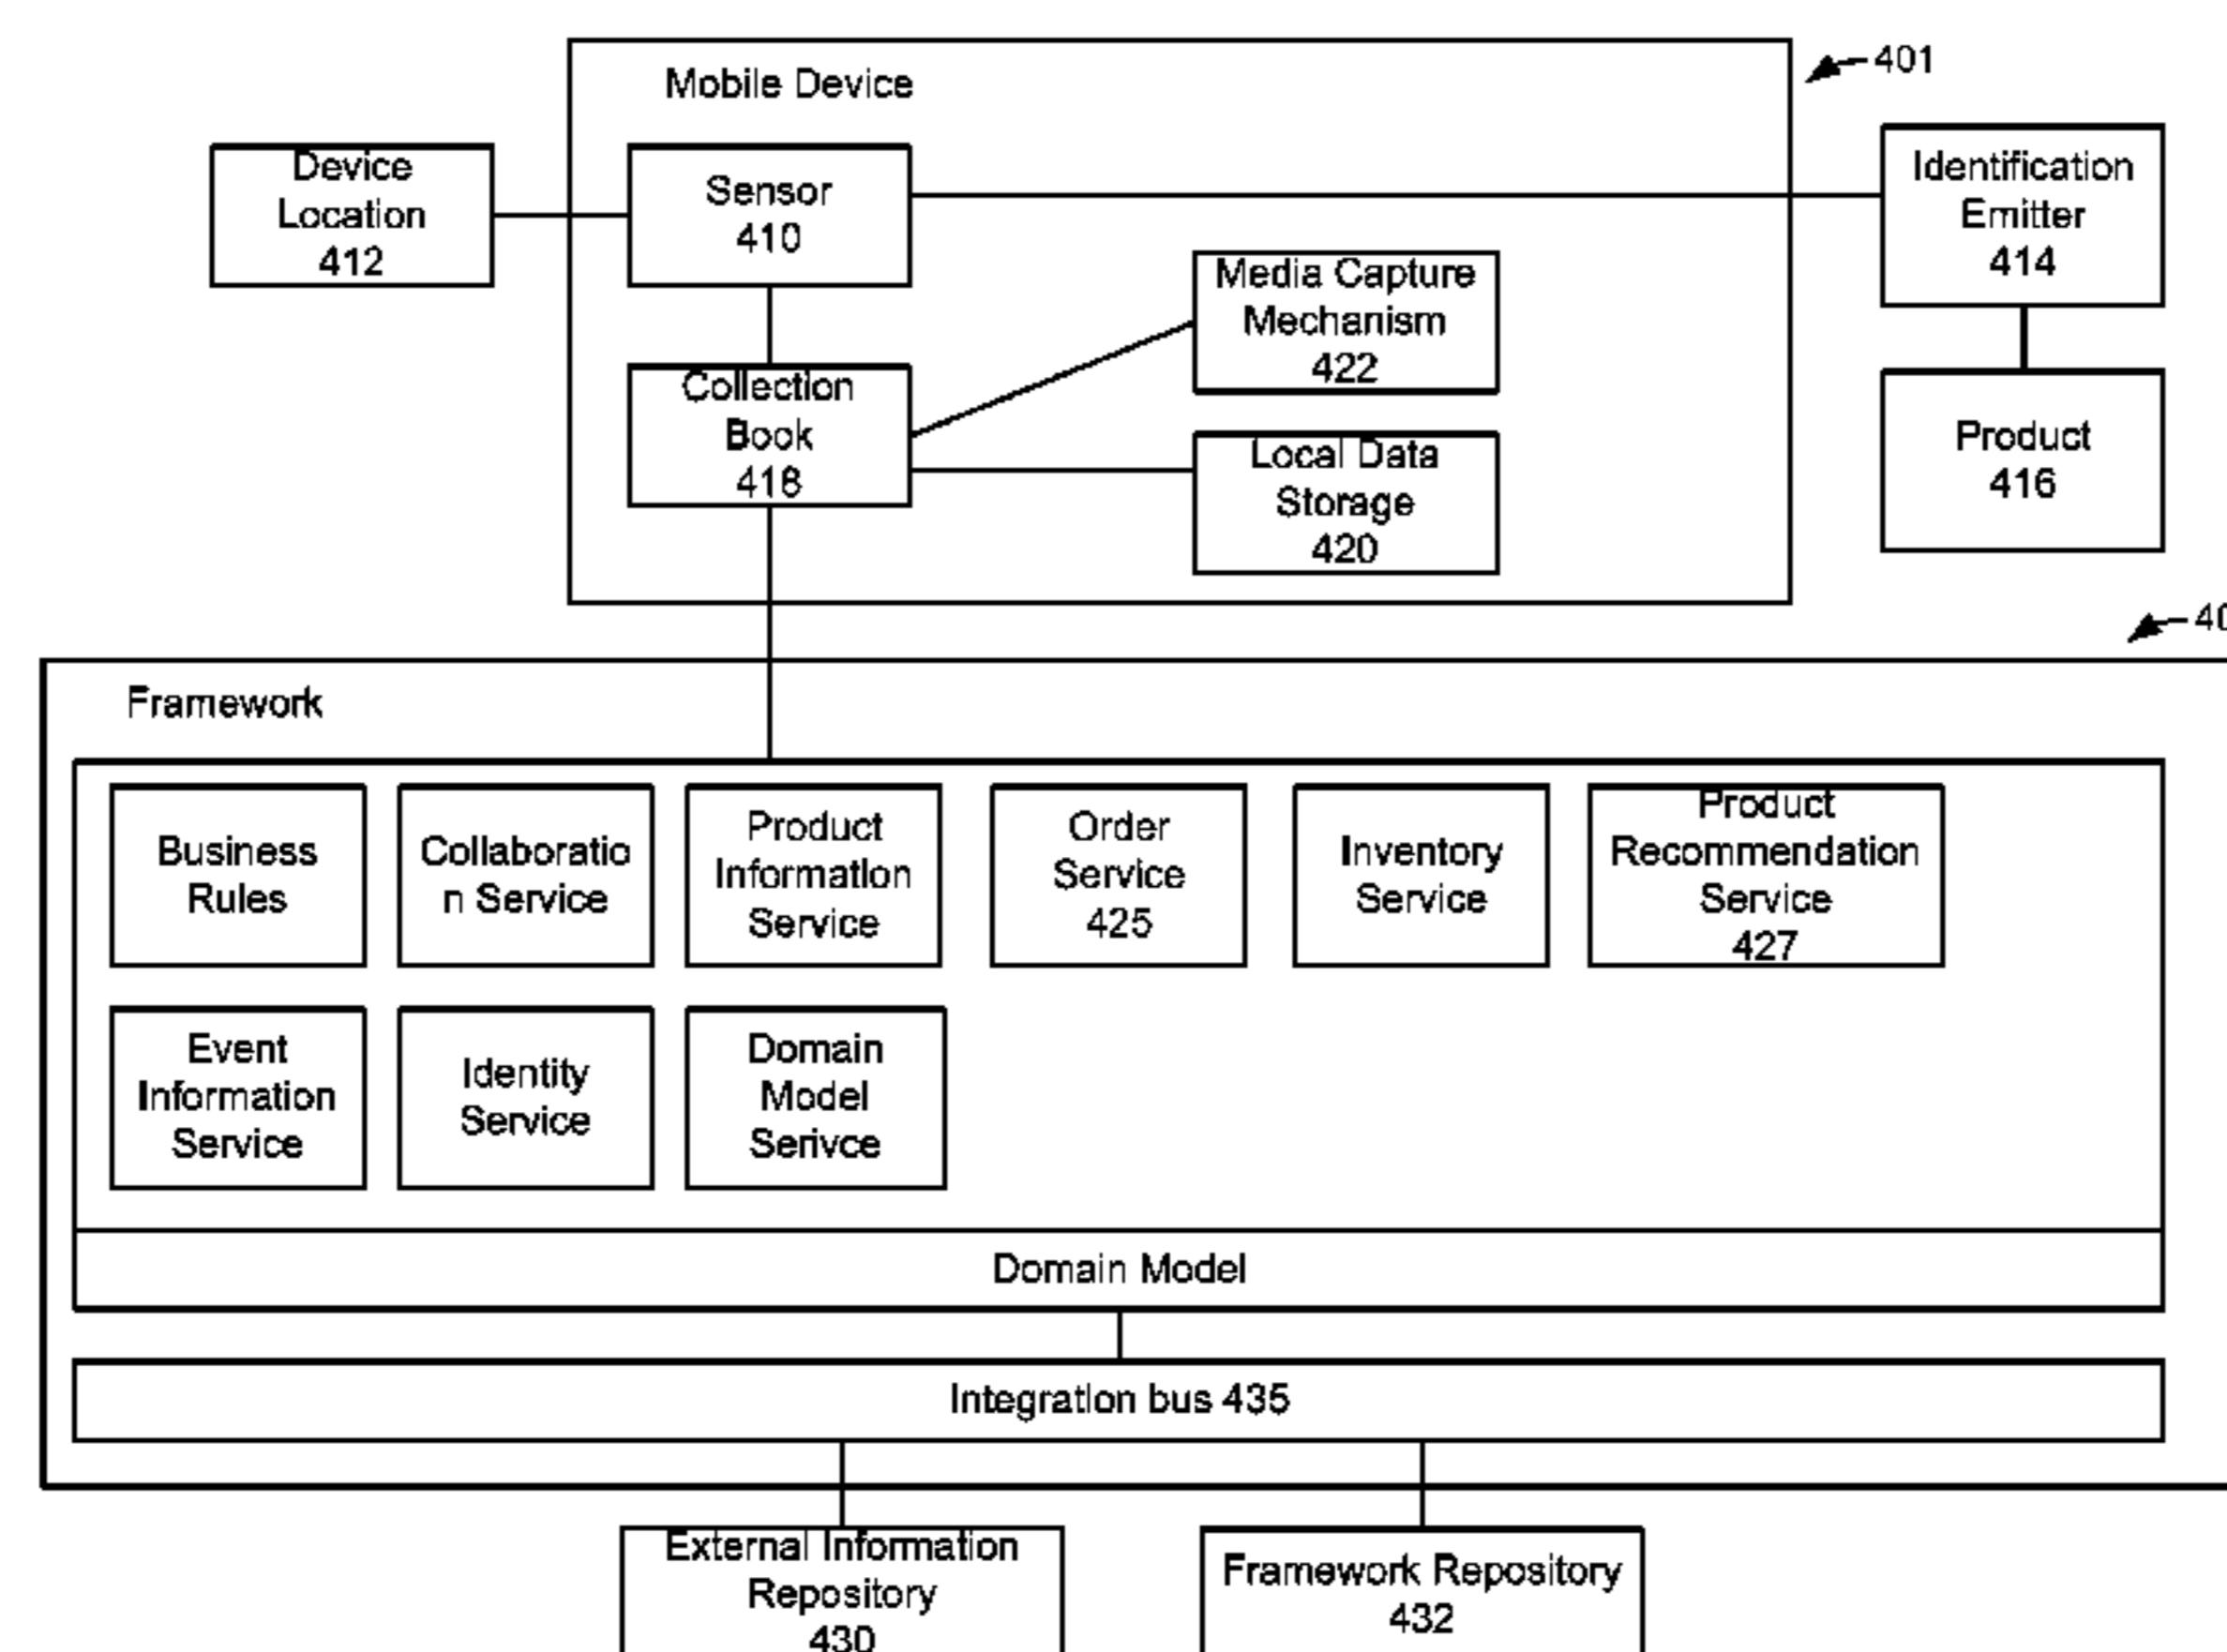 Mobile Device
401
Device
Location
412
Sensor
410
Identification
Emitter
414
Media Capture
Mechanism
422
Collection
Book
418
Local Data
Storage
420
Product
416
Framework
Business
Rules
Collaboratio
n Service
Product
Information
Service
Order
Service
425
Inventory
Service
Product
Recommendation
Service
427
Event
Information
Service
Identity
Service
Domain
Model
Serivce
Domain Model
Integration bus 435
External Information
Repository
430
Framework Repository
432